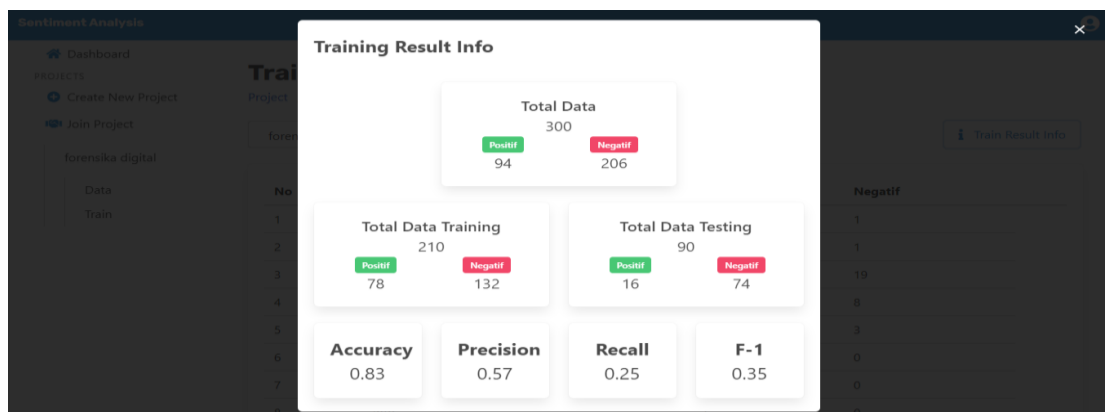 Sentiment Analysis
×
Dashboard
PROJECTS
Create New Project
Join Project
forensika digital
Data
Train
Trai
Project
foren
Train Result Info
No
Negatif
1
1
2
1
3
19
4
8
5
3
6
0
7
0
Training Result Info
Total Data
300
Positif Negatif
94 206
Total Data Training
210
Positif Negatif
78 132
Total Data Testing
90
Positif Negatif
16 74
Accuracy
0.83
Precision
0.57
Recall
0.25
F-1
0.35